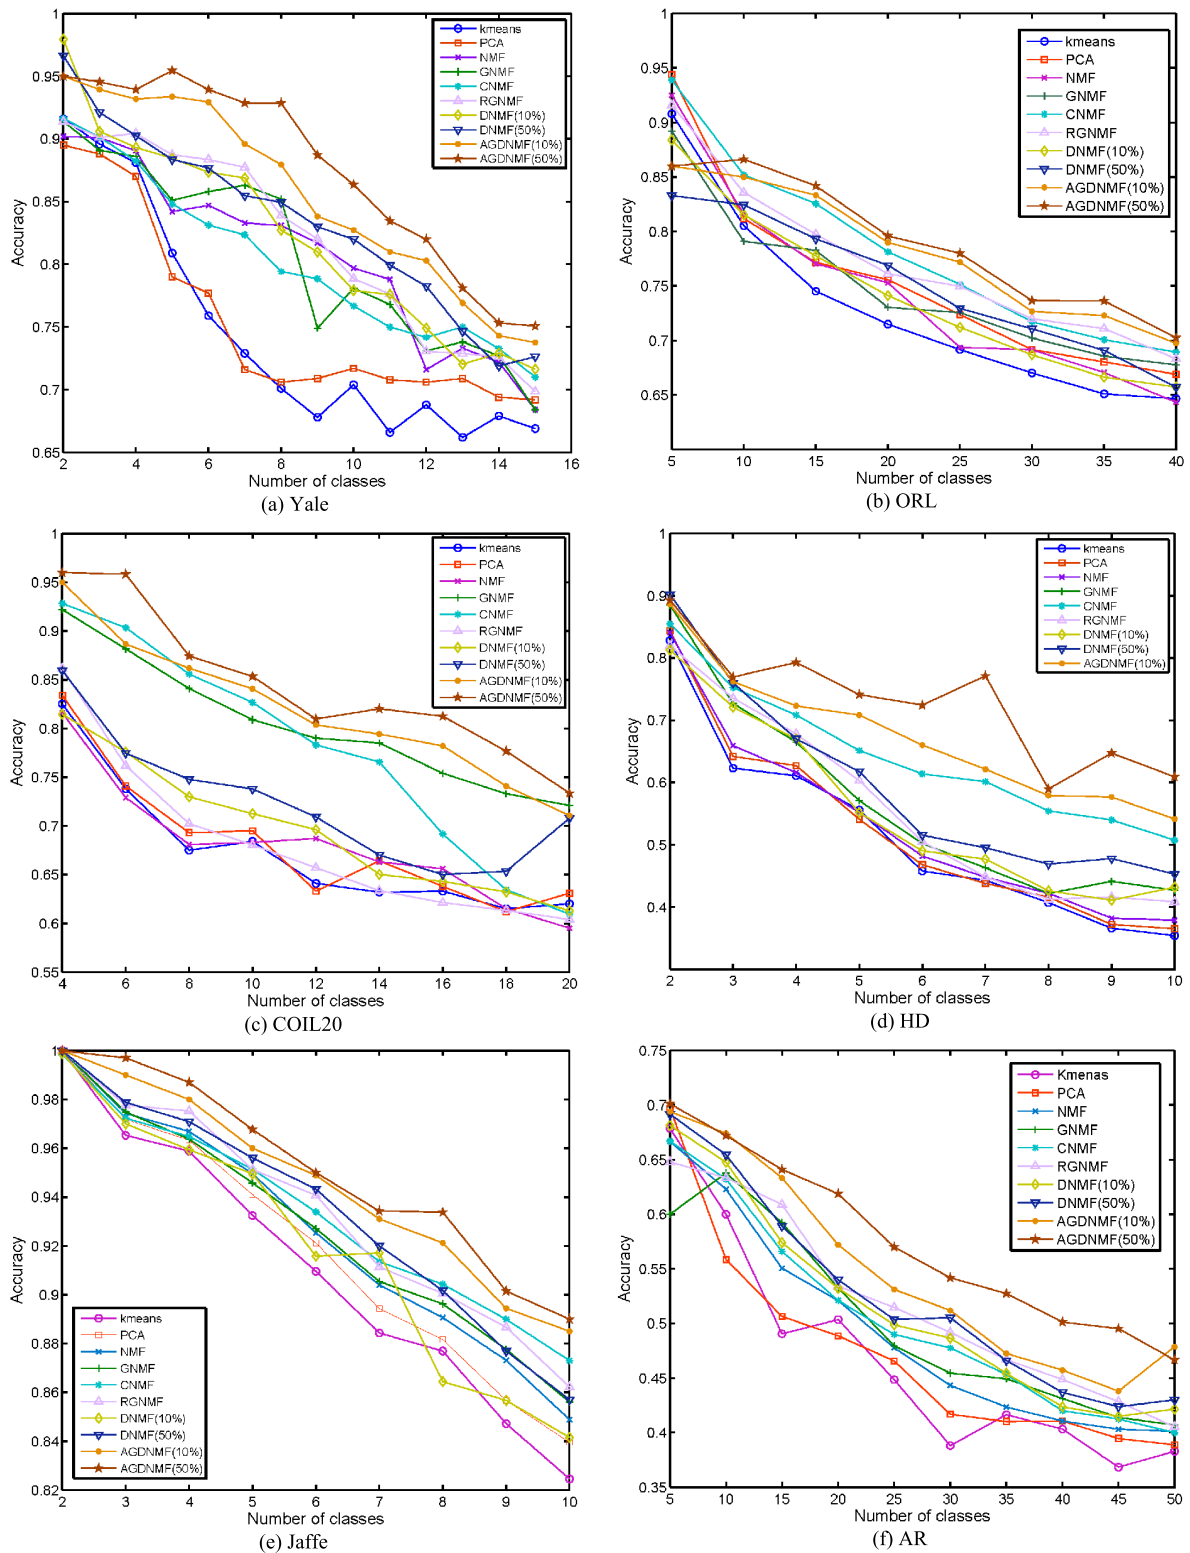 1
0.95
0.9
0.85
0.8
0.75
0.7
0.65
Accuracy
kmeans
PCA
NMF
GNMF
CNMF
RGNMF
DNMF(10%)
DNMF(50%)
AGDNMF(10%)
AGDNMF(50%)
2 4 6 8 10 12 14 16
Number of classes
(a) Yale
1
0.95
0.9
0.85
0.8
0.75
0.7
0.65
Accuracy
kmeans
PCA
NMF
GNMF
CNMF
RGNMF
DNMF(10%)
DNMF(50%)
AGDNMF(10%)
AGDNMF(50%)
5 10 15 20 25 30 35 40
Number of classes
(b) ORL
1
0.95
0.9
0.85
0.8
0.75
0.7
0.65
0.6
0.55
Accuracy
kmeans
PCA
NMF
GNMF
CNMF
RGNMF
DNMF(10%)
DNMF(50%)
AGDNMF(10%)
AGDNMF(50%)
4 6 8 10 12 14 16 18 20
Number of classes
(c) COIL20
1
0.9
0.8
0.7
0.6
0.5
0.4
Accuracy
kmeans
PCA
NMF
GNMF
CNMF
RGNMF
DNMF(10%)
DNMF(50%)
AGDNMF(10%)
2 3 4 5 6 7 8 9 10
Number of classes
(d) HD
1
0.98
0.96
0.94
0.92
0.9
0.88
0.86
0.84
0.82
Accuracy
kmeans
PCA
NMF
GNMF
CNMF
RGNMF
DNMF(10%)
DNMF(50%)
AGDNMF(10%)
AGDNMF(50%)
2 3 4 5 6 7 8 9 10
Number of classes
(e) Jaffe
0.75
0.7
0.65
0.6
0.55
0.5
0.45
0.4
0.35
Accuracy
Kmenas
PCA
NMF
GNMF
CNMF
RGNMF
DNMF(10%)
DNMF(50%)
AGDNMF(10%)
AGDNMF(50%)
5 10 15 20 25 30 35 40 45 50
Number of classes
(f) AR